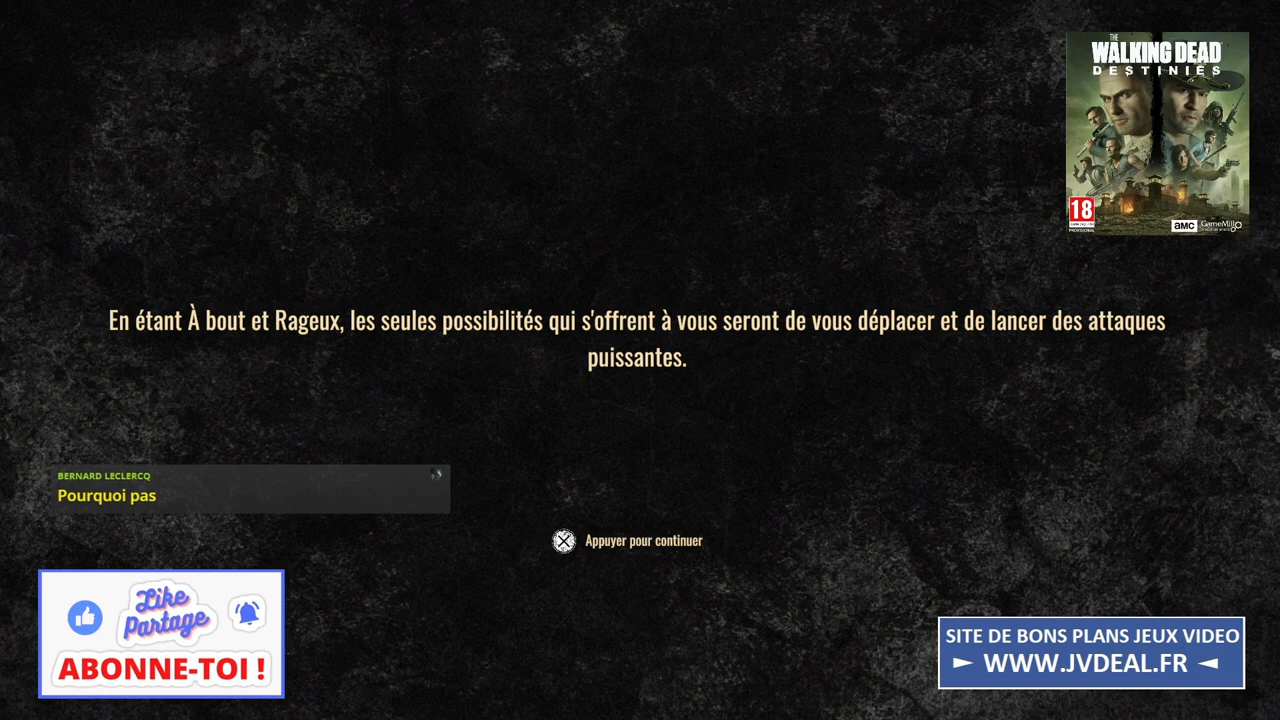 THE
WALKING DEAD
DESTINIES
18
PROVISIONAL
amc GameMill
En étant À bout et Rageux, les seules possibilités qui s'offrent à vous seront de vous déplacer et de lancer des attaques
puissantes.
BERNARD LECLERCQ
Pourquoi pas
Appuyer pour continuer
Like
Partage
ABONNE-TOI !
SITE DE BONS PLANS JEUX VIDEO
► WWW.JVDEAL.FR ◄